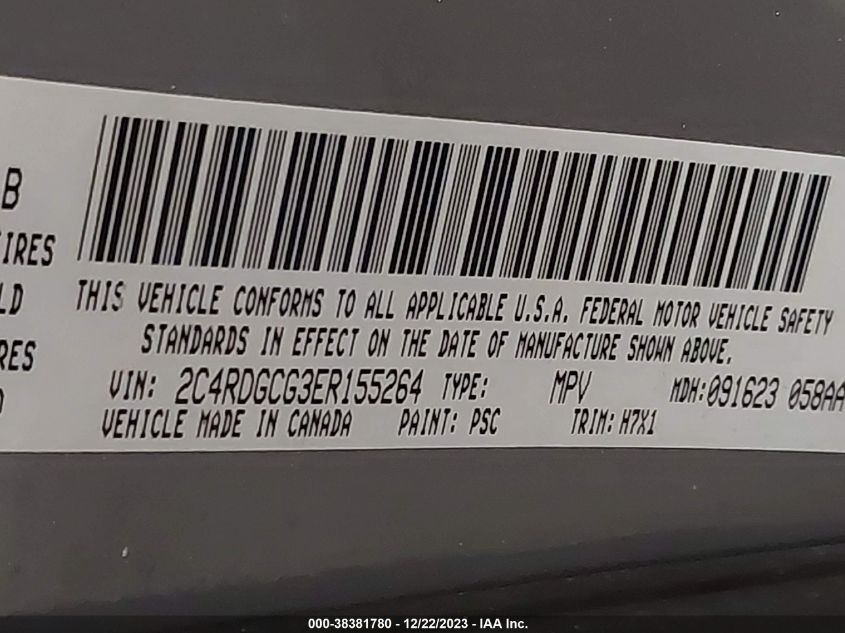 B
IRES
LD
RES
THIS VEHICLE CONFORMS TO ALL APPLICABLE U.S.A. FEDERAL MOTOR VEHICLE SAFETY
STANDARDS IN EFFECT ON THE DATE OF MANUFACTURE SHOWN ABOVE.
VIN: 2C4RDGCG3ER155264 TYPE: MPV MDH:091623 058AA
VEHICLE MADE IN CANADA PAINT: PSC TRIM: H7X1
000-38381780 - 12/22/2023 - IAA Inc.